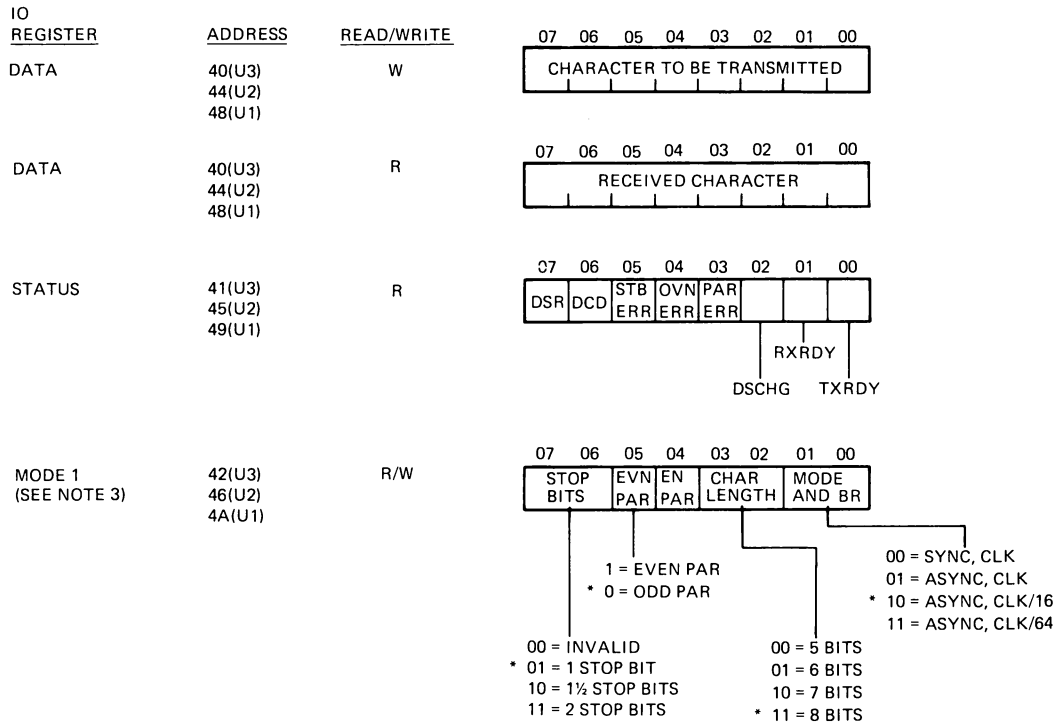 IO
REGISTER ADDRESS READ/WRITE
07 06 05 04 03 02 01 00
DATA 40(U3) W CHARACTER TO BE TRANSMITTED
44(U2)
48(U1)
07 06 05 04 03 02 01 00
DATA 40(U3) R RECEIVED CHARACTER
44(U2)
48(U1)
07 06 05 04 03 02 01 00
STATUS 41(U3) R DSR DCD STB ERR OVN ERR PAR ERR
45(U2)
49(U1)
RXRDY
DSCHG TXRDY
07 06 05 04 03 02 01 00
MODE 1 42(U3) R/W STOP BITS EVN PAR EN PAR CHAR LENGTH MODE AND BR
(SEE NOTE 3) 46(U2)
4A(U1)
00 = SYNC, CLK
01 = ASYNC, CLK
* 10 = ASYNC, CLK/16
11 = ASYNC, CLK/64
1 = EVEN PAR
* 0 = ODD PAR
00 = INVALID
* 01 = 1 STOP BIT
10 = 1½ STOP BITS
11 = 2 STOP BITS
00 = 5 BITS
01 = 6 BITS
10 = 7 BITS
* 11 = 8 BITS